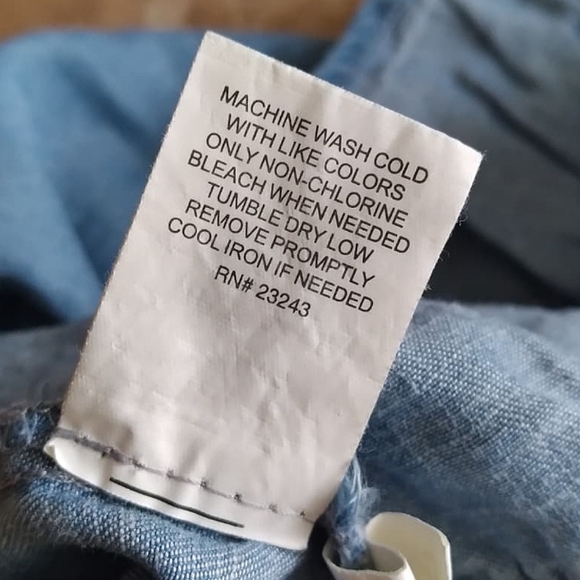 MACHINE WASH COLD
WITH LIKE COLORS
ONLY NON-CHLORINE
BLEACH WHEN NEEDED
TUMBLE DRY LOW
REMOVE PROMPTLY
COOL IRON IF NEEDED
RN# 23243